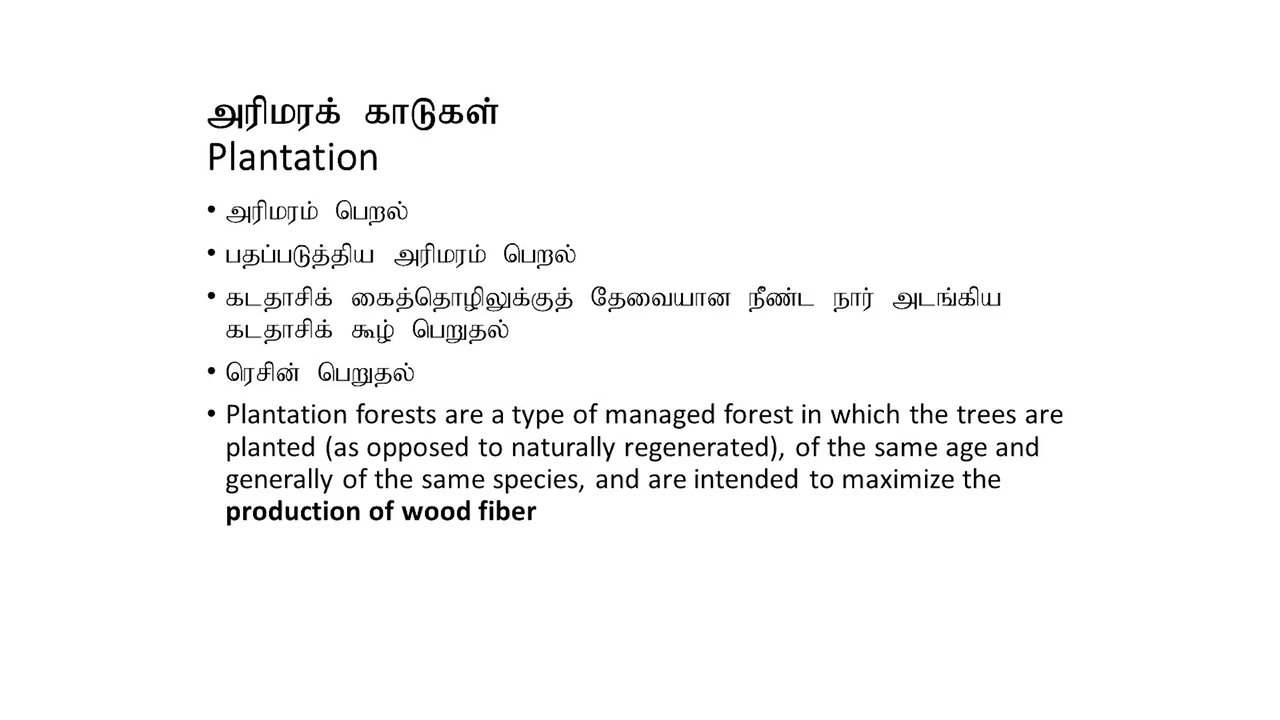 அரிமரக் காடுகள்
Plantation
• அரிமரம் பெறல்
• பதப்படுத்திய அரிமரம் பெறல்
• கடதாசிக் கைத்தொழிலுக்குத் தேவையான நீண்ட நார் அடங்கிய
கடதாசிக் கூழ் பெறுதல்
• ரெசின் பெறுதல்
• Plantation forests are a type of managed forest in which the trees are
planted (as opposed to naturally regenerated), of the same age and
generally of the same species, and are intended to maximize the
production of wood fiber